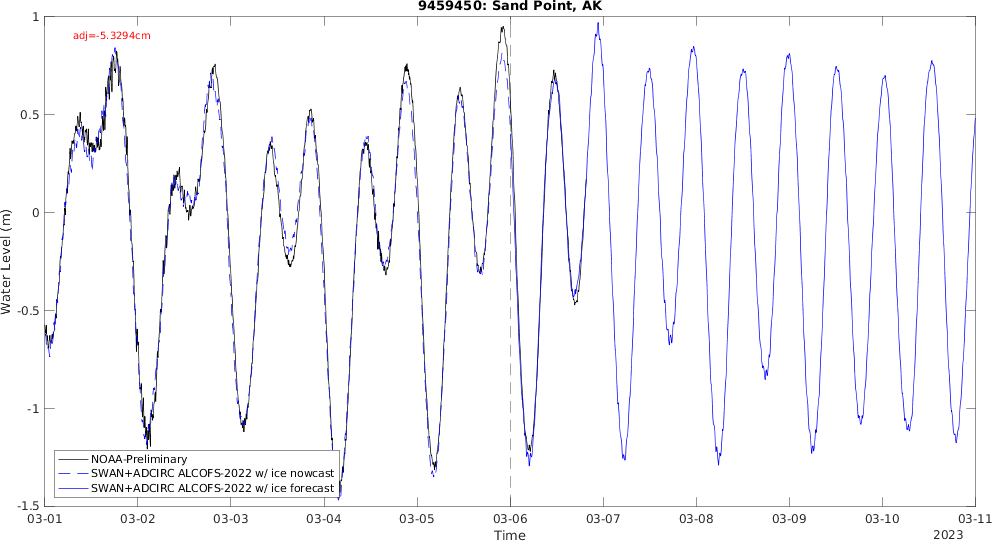 9459450: Sand Point, AK
adj=-5.3294cm
1
0.5
0
-0.5
-1
-1.5
Water Level (m)
NOAA-Preliminary
SWAN+ADCIRC ALCOFS-2022 w/ ice nowcast
SWAN+ADCIRC ALCOFS-2022 w/ ice forecast
03-01 03-02 03-03 03-04 03-05 03-06 03-07 03-08 03-09 03-10 03-11
Time
2023